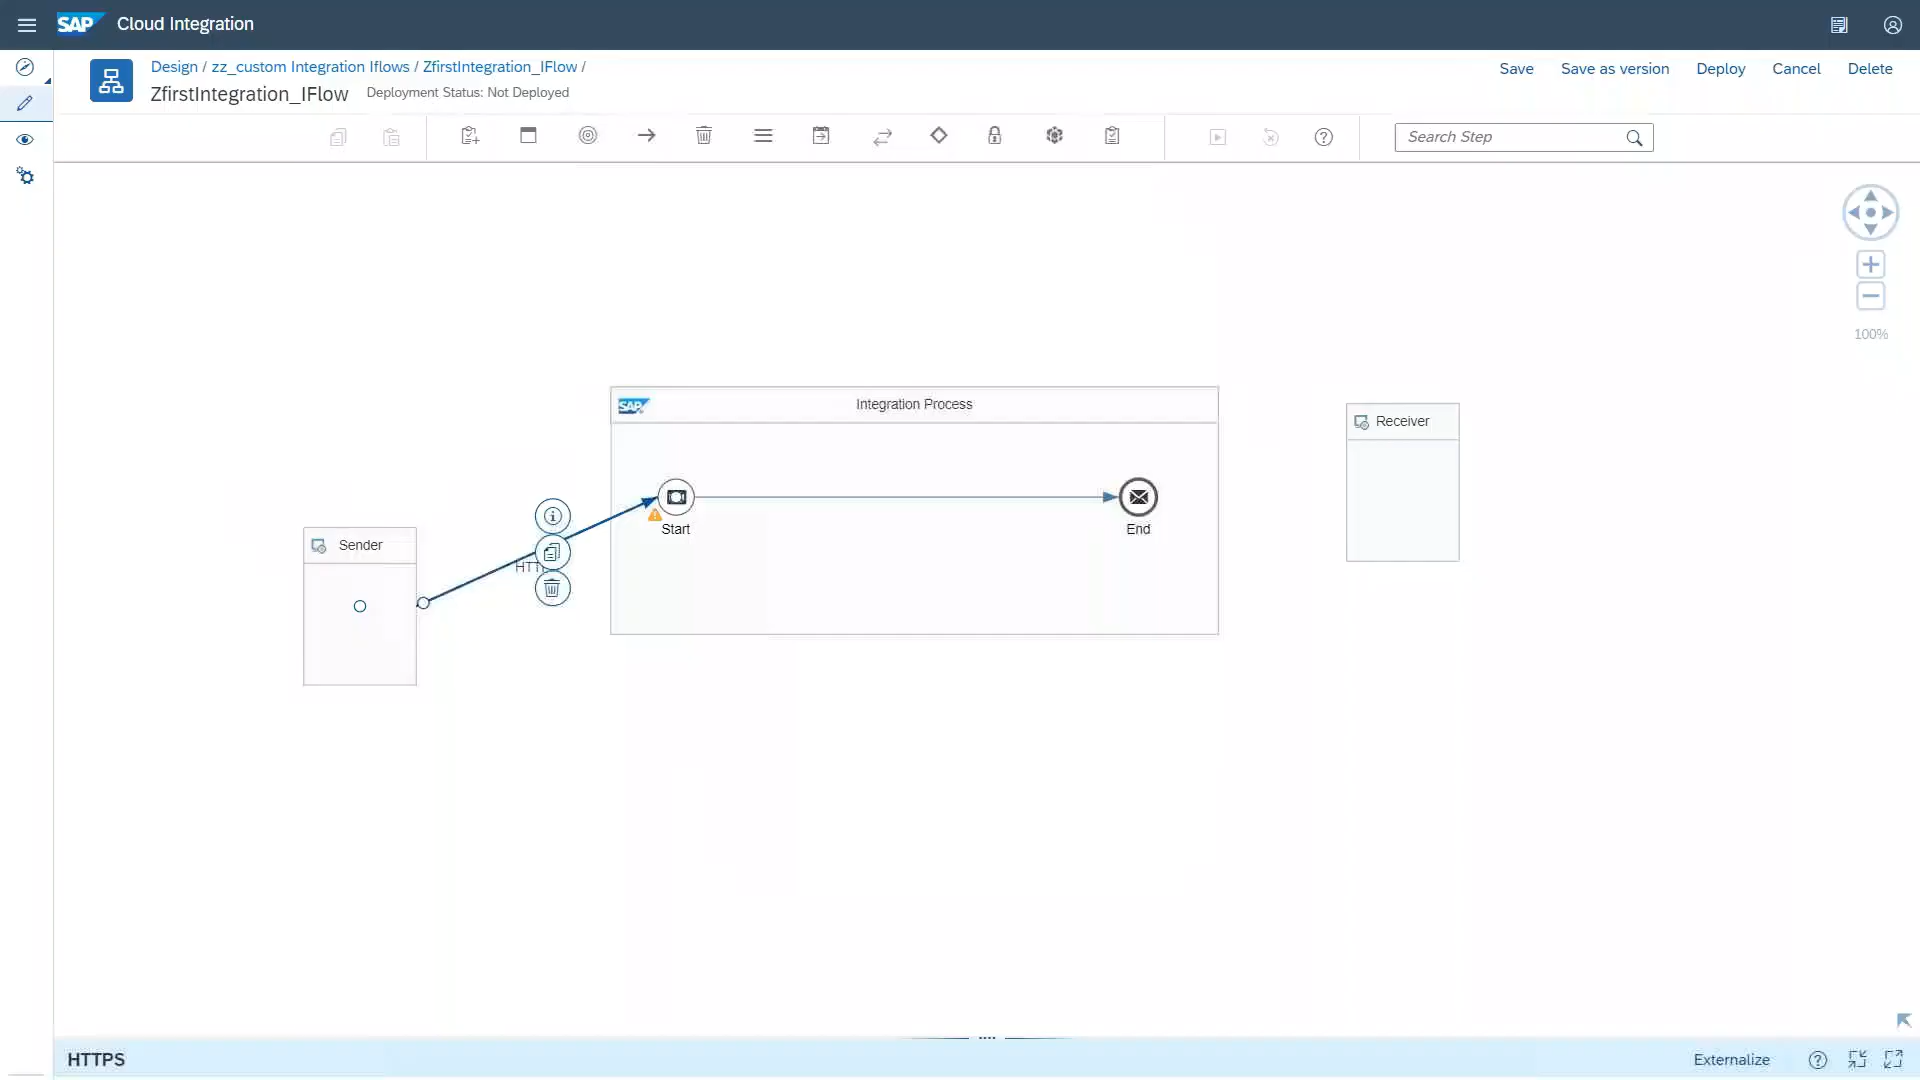 SAP Cloud Integration
Design / zz_custom Integration Iflows / ZfirstIntegration_IFlow /
ZfirstIntegration_IFlow Deployment Status: Not Deployed
Save Save as version Deploy Cancel Delete
Search Step
100%
SAP Integration Process
Receiver
Start
End
Sender
HTT
HTTPS
Externalize